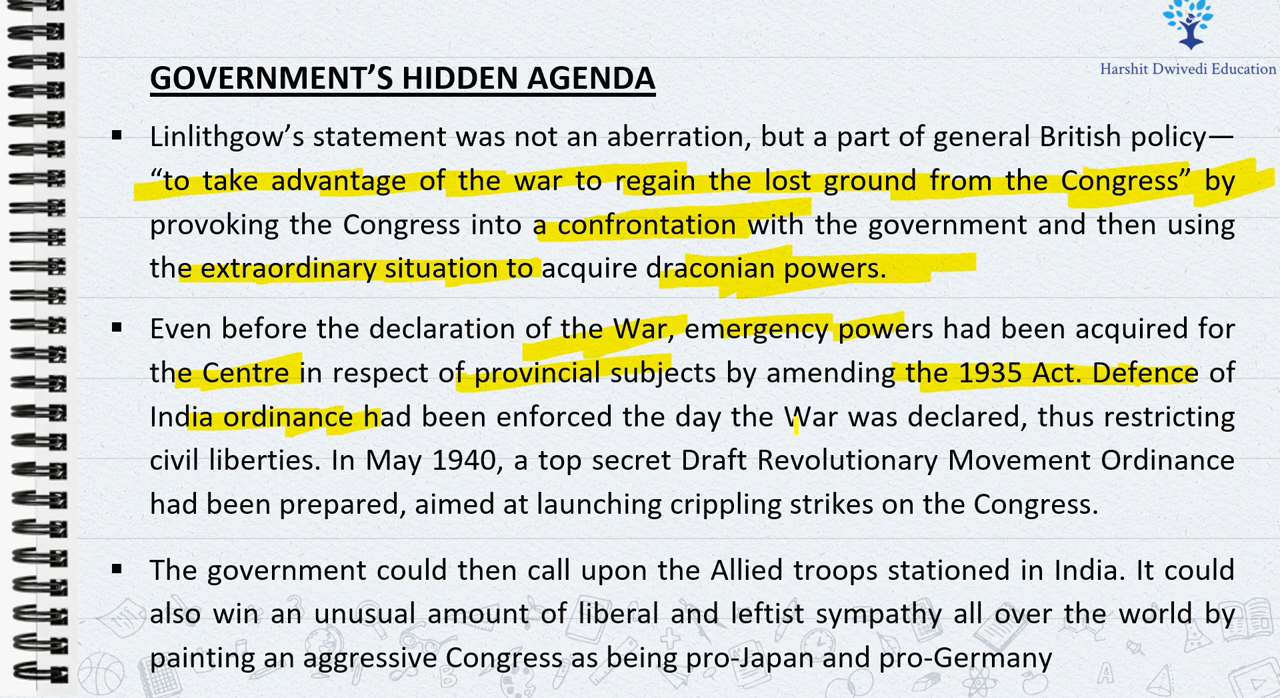 Harshit Dwivedi Education
GOVERNMENT’S HIDDEN AGENDA
▪ Linlithgow’s statement was not an aberration, but a part of general British policy—
“to take advantage of the war to regain the lost ground from the Congress” by
provoking the Congress into a confrontation with the government and then using
the extraordinary situation to acquire draconian powers.
▪ Even before the declaration of the War, emergency powers had been acquired for
the Centre in respect of provincial subjects by amending the 1935 Act. Defence of
India ordinance had been enforced the day the War was declared, thus restricting
civil liberties. In May 1940, a top secret Draft Revolutionary Movement Ordinance
had been prepared, aimed at launching crippling strikes on the Congress.
▪ The government could then call upon the Allied troops stationed in India. It could
also win an unusual amount of liberal and leftist sympathy all over the world by
painting an aggressive Congress as being pro-Japan and pro-Germany